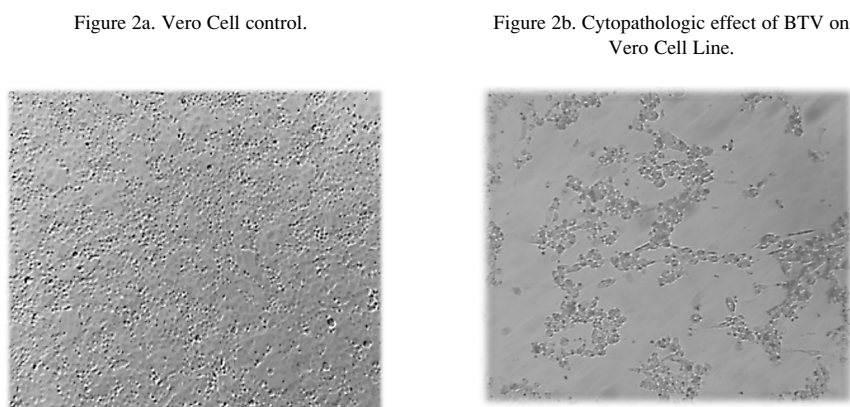 Figure 2a. Vero Cell control.
Figure 2b. Cytopathologic effect of BTV on
Vero Cell Line.